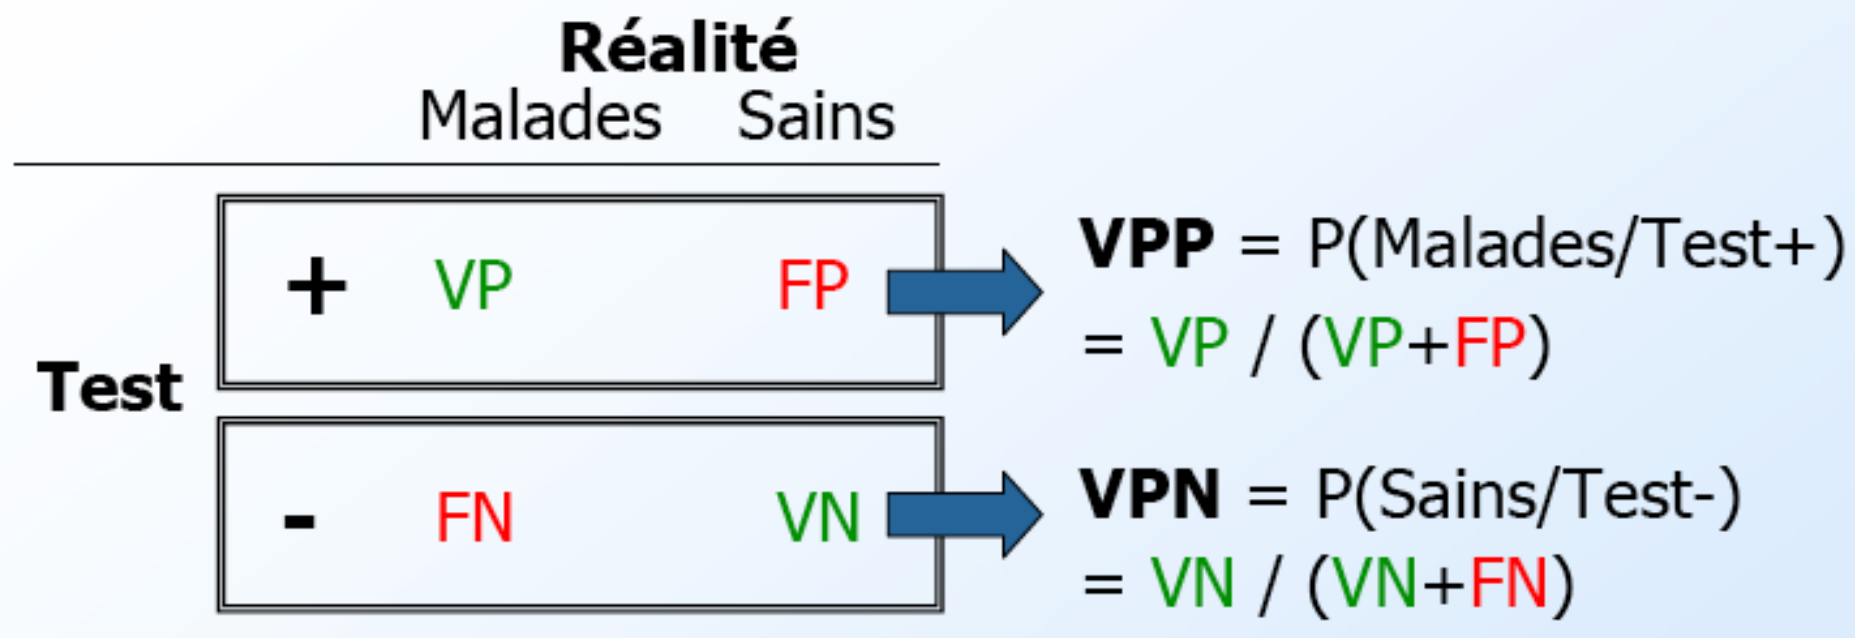 Réalité
Malades Sains
+ VP FP
VPP = P(Malades/Test+)
= VP / (VP+FP)
Test
- FN VN
VPN = P(Sains/Test-)
= VN / (VN+FN)